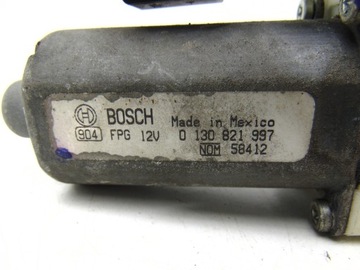 BOSCH Made in Mexico
904 FPG 12V 0 130 821 997
NOM 58412